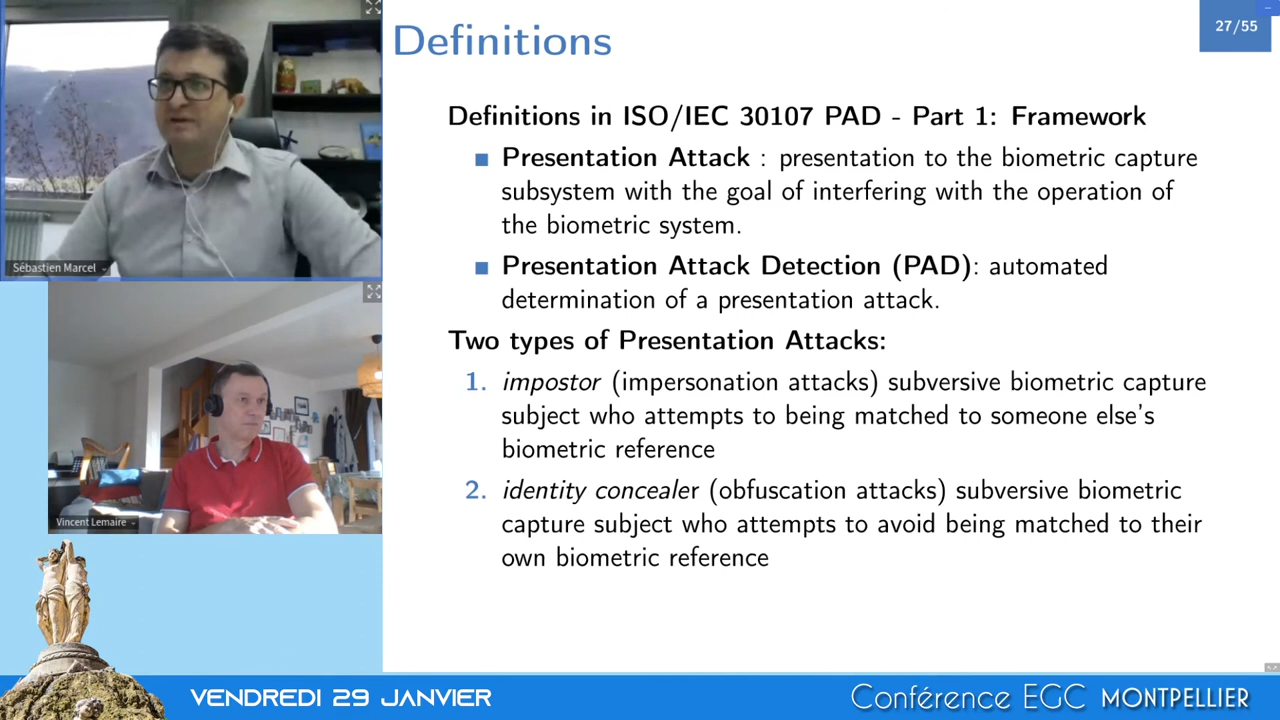 Definitions
27/55
Definitions in ISO/IEC 30107 PAD - Part 1: Framework
Presentation Attack : presentation to the biometric capture
subsystem with the goal of interfering with the operation of
the biometric system.
Presentation Attack Detection (PAD): automated
determination of a presentation attack.
Two types of Presentation Attacks:
1. impostor (impersonation attacks) subversive biometric capture
subject who attempts to being matched to someone else's
biometric reference
2. identity concealer (obfuscation attacks) subversive biometric
capture subject who attempts to avoid being matched to their
own biometric reference
Sébastien Marcel
Vincent Lemaire
VENDREDI 29 JANVIER
Conférence EGC MONTPELLIER